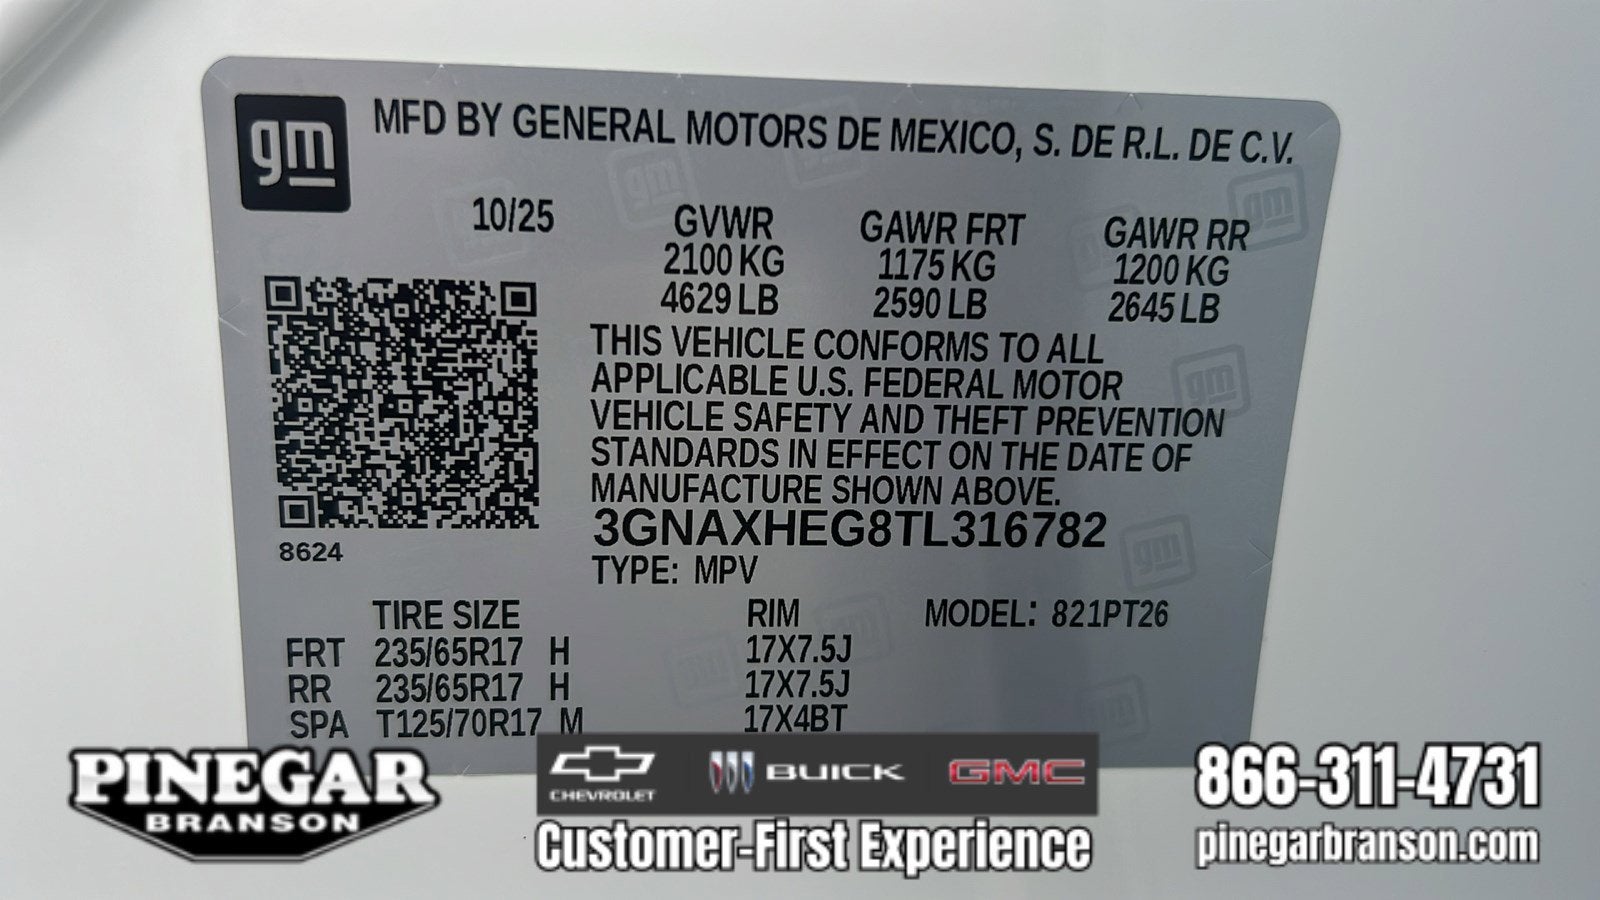 gm
MFD BY GENERAL MOTORS DE MEXICO, S. DE R.L. DE C.V.
10/25
GVWR GAWR FRT GAWR RR
2100 KG 1175 KG 1200 KG
4629 LB 2590 LB 2645 LB
THIS VEHICLE CONFORMS TO ALL
APPLICABLE U.S. FEDERAL MOTOR
VEHICLE SAFETY AND THEFT PREVENTION
STANDARDS IN EFFECT ON THE DATE OF
MANUFACTURE SHOWN ABOVE.
3GNAXHEG8TL316782
8624
TYPE: MPV
TIRE SIZE RIM MODEL: 821PT26
FRT 235/65R17 H 17X7.5J
RR 235/65R17 H 17X7.5J
SPA T125/70R17 M 17X4BT
PINEGAR
BRANSON
CHEVROLET
BUICK
GMC
Customer-First Experience
866-311-4731
pinegarbranson.com